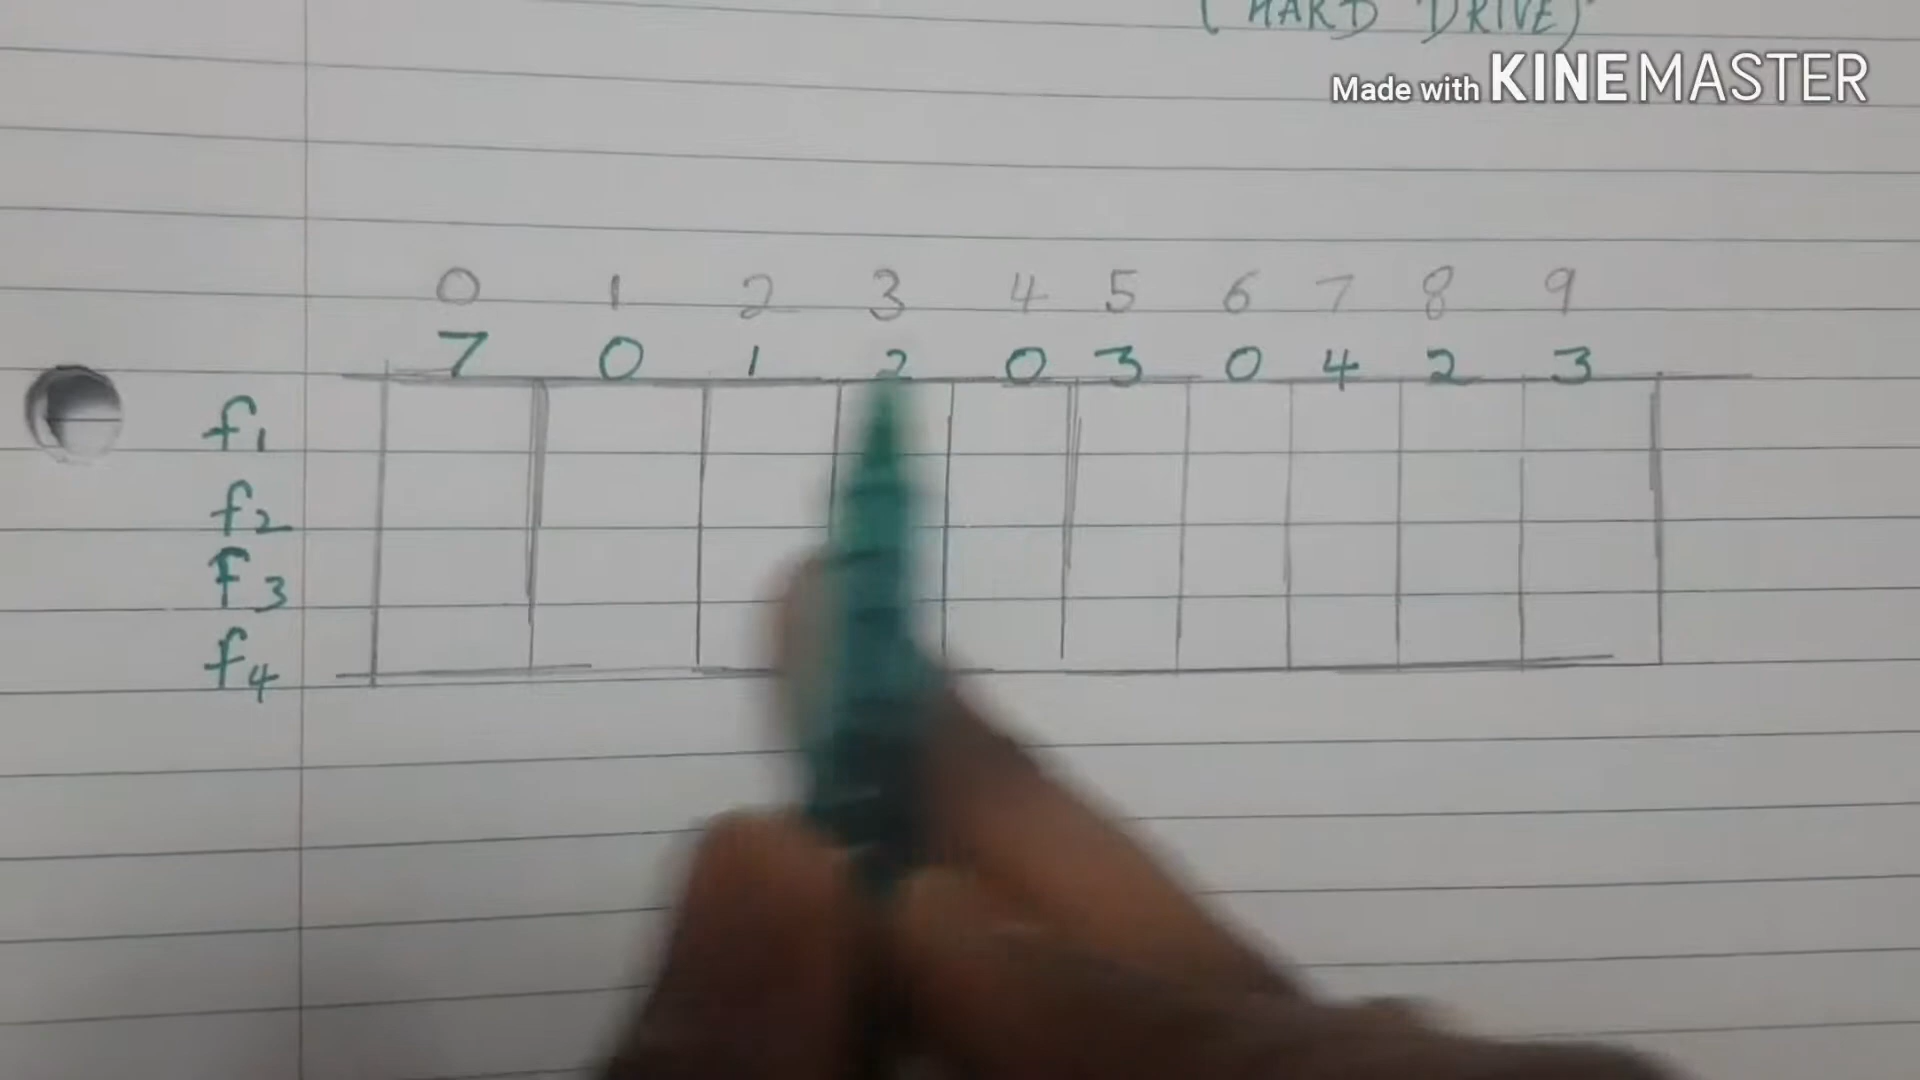 (HARD DRIVE)
Made with KINEMASTER
0 1 2 3 4 5 6 7 8 9
7 0 1 2 0 3 0 4 2 3
f1
f2
f3
f4